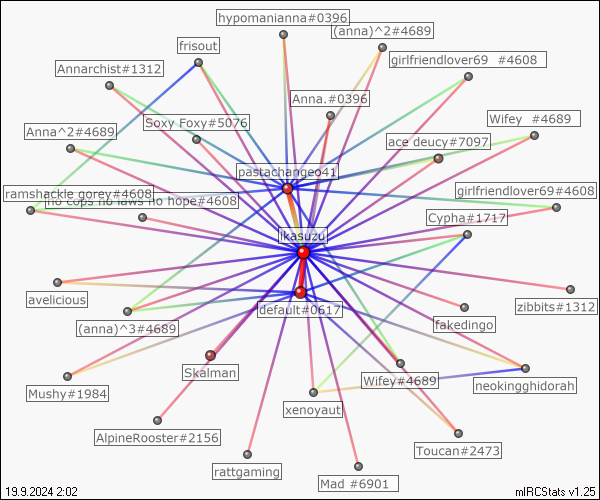 hypomanianna#0396
(anna)^2#4689
frisout
girlfriendlover69 #4608
Annarchist#1312
Anna.#0396
Soxy Foxy#5076
Wifey #4689
Anna^2#4689
ace deucy#7097
pastachangeo41
ramshackle gorey#4608
girlfriendlover69#4608
no cops no laws no hope#4608
Cypha#1717
ikasuzu
avelicious
zibbits#1312
default#0617
(anna)^3#4689
fakedingo
Skalman
Wifey#4689
neokingghidorah
Mushy#1984
xenoyaut
AlpineRooster#2156
Toucan#2473
rattgaming
Mad #6901
19.9.2024 2:02
mIRCStats v1.25